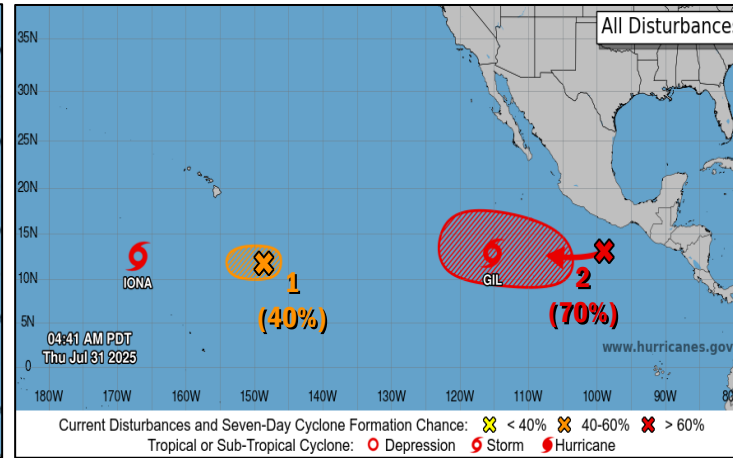 All Disturbances
35N
30N
25N
20N
15N
10N
5N
0
IONA
1
(40%)
GIL
2
(70%)
04:41 AM PDT
Thu Jul 31 2025
www.hurricanes.gov
180W 170W 160W 150W 140W 130W 120W 110W 100W 90W 80
Current Disturbances and Seven-Day Cyclone Formation Chance: < 40% 40-60% > 60%
Tropical or Sub-Tropical Cyclone: Depression Storm Hurricane